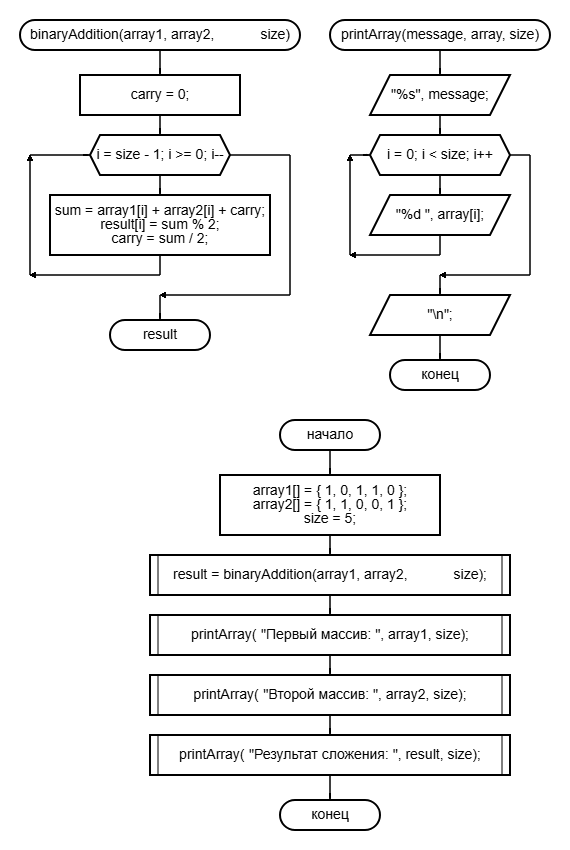 binaryAddition(array1, array2, size)
carry = 0;
i = size - 1; i >= 0; i--
sum = array1[i] + array2[i] + carry;
result[i] = sum % 2;
carry = sum / 2;
result
printArray(message, array, size)
"%s", message;
i = 0; i < size; i++
"%d ", array[i];
"\n";
конец
начало
array1[] = { 1, 0, 1, 1, 0 };
array2[] = { 1, 1, 0, 0, 1 };
size = 5;
result = binaryAddition(array1, array2, size);
printArray( "Первый массив: ", array1, size);
printArray( "Второй массив: ", array2, size);
printArray( "Результат сложения: ", result, size);
конец